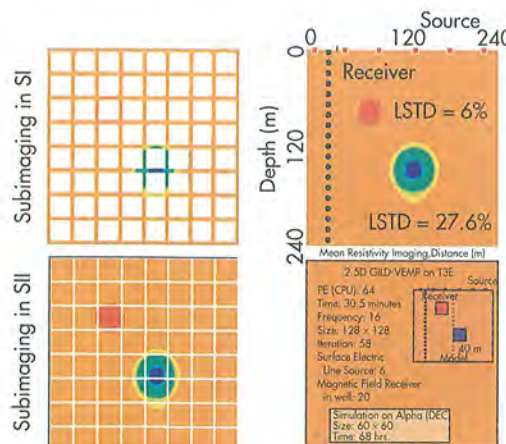 Subimaging in SI
Subimaging in SII
Source
0 120 240
0
120
240
Depth (m)
Receiver
LSTD = 6%
LSTD = 27.6%
Mean Resistivity Imaging,Distance (m)
2.5D GILD-VEMP on T3E
PE (CPU): 64
Time: 30.5 minutes
Frequency: 16
Size: 128 × 128
Iteration: 58
Surface Electric
Line Source: 6
Magnetic Field Receiver
in well: 20
Source
Receiver
40 m
Model
Simulation on Alpha (DEC)
Size: 60 × 60
Time: 68 hrs.